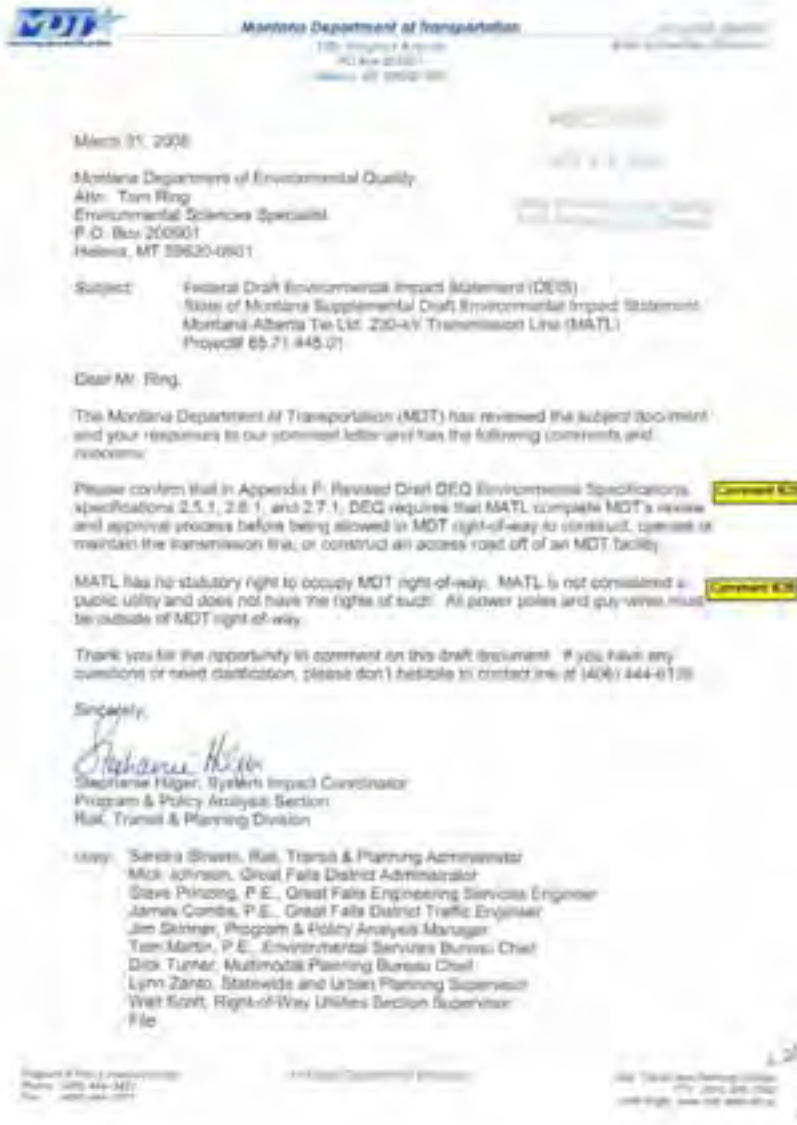 MDT
Montana Department of Transportation
March 31, 2008
Montana Department of Environmental Quality
Attn: Tom Ring
Environmental Sciences Specialist
P.O. Box 200901
Helena, MT 59620-0901
Subject: Federal Draft Environmental Impact Statement (DEIS)
State of Montana Supplemental Draft Environmental Impact Statement
Montana-Alberta Tie Ltd. 230-kV Transmission Line (MATL)
Project# 65.71.448.01
Dear Mr. Ring,
The Montana Department of Transportation (MDT) has reviewed the subject document
and your responses to our comment letter and has the following comments and
concerns:
Please confirm that in Appendix F: Revised Draft DEQ Environmental Specifications,
specifications 2.5.1, 2.6.1, and 2.7.1, DEQ requires that MATL complete MDT's review
and approval process before being allowed in MDT right-of-way to construct, operate or
maintain the transmission line, or construct an access road off of an MDT facility.
Comment
MATL has no statutory right to occupy MDT right-of-way. MATL is not considered a
public utility and does not have the rights of such. All power poles and guy-wires must
be outside of MDT right-of-way.
Comment
Thank you for the opportunity to comment on this draft document. If you have any
questions or need clarification, please don't hesitate to contact me at (406)
Sincerely,
Stephanie Hilger
Stephanie Hilger, System Impact Coordinator
Program & Policy Analysis Section
Rail, Transit & Planning Division
copy: Sandra Rail, Transit & Planning Administrator
Mick Johnson, Great Falls District Administrator
Steve Prinzing, P.E., Great Falls Engineering Services Engineer
James Combs, P.E., Great Falls District Traffic Engineer
Jim Skinner, Program & Policy Analysis Manager
Tom Martin, P.E., Environmental Services Bureau Chief
Dick Turner, Multimodal Planning Bureau Chief
Lynn Zanto, Statewide and Urban Planning Supervisor
Walt Scott, Right-of-Way Utilities Section Supervisor
File